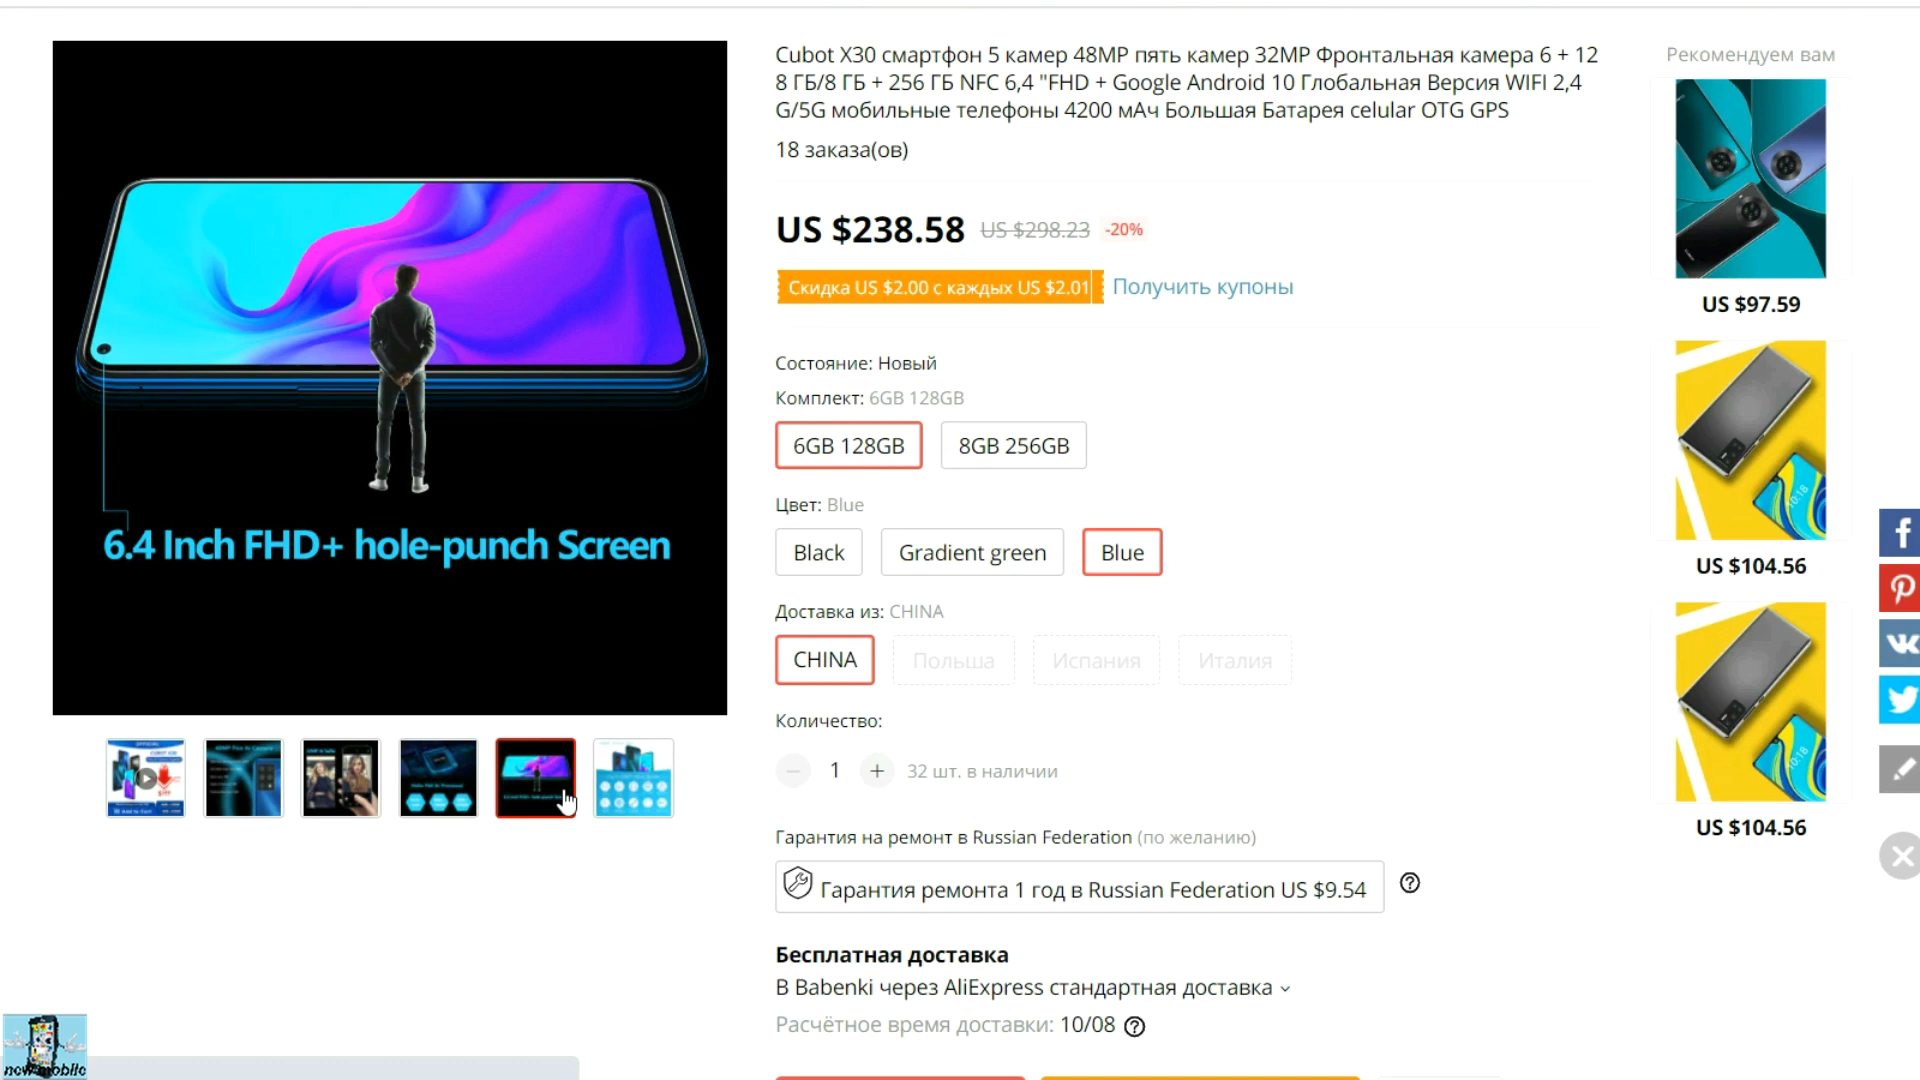 Cubot X30 смартфон 5 камер 48MP пять камер 32MP Фронтальная камера 6 + 12
8 ГБ/8 ГБ + 256 ГБ NFC 6,4 "FHD + Google Android 10 Глобальная Версия WIFI 2,4
G/5G мобильные телефоны 4200 мАч Большая Батарея celular OTG GPS
18 заказа(ов)
US $238.58 US $298.23 -20%
Скидка US $2.00 с каждых US $2.01 Получить купоны
Состояние: Новый
Комплект: 6GB 128GB
6GB 128GB 8GB 256GB
Цвет: Blue
Black Gradient green Blue
Доставка из: CHINA
CHINA Польша Испания Италия
Количество:
1 + 32 шт. в наличии
Гарантия на ремонт в Russian Federation (по желанию)
Гарантия ремонта 1 год в Russian Federation US $9.54
Бесплатная доставка
В Babenki через AliExpress стандартная доставка
Расчётное время доставки: 10/08
6.4 Inch FHD+ hole-punch Screen
Рекомендуем вам
US $97.59
US $104.56
US $104.56
new mobile